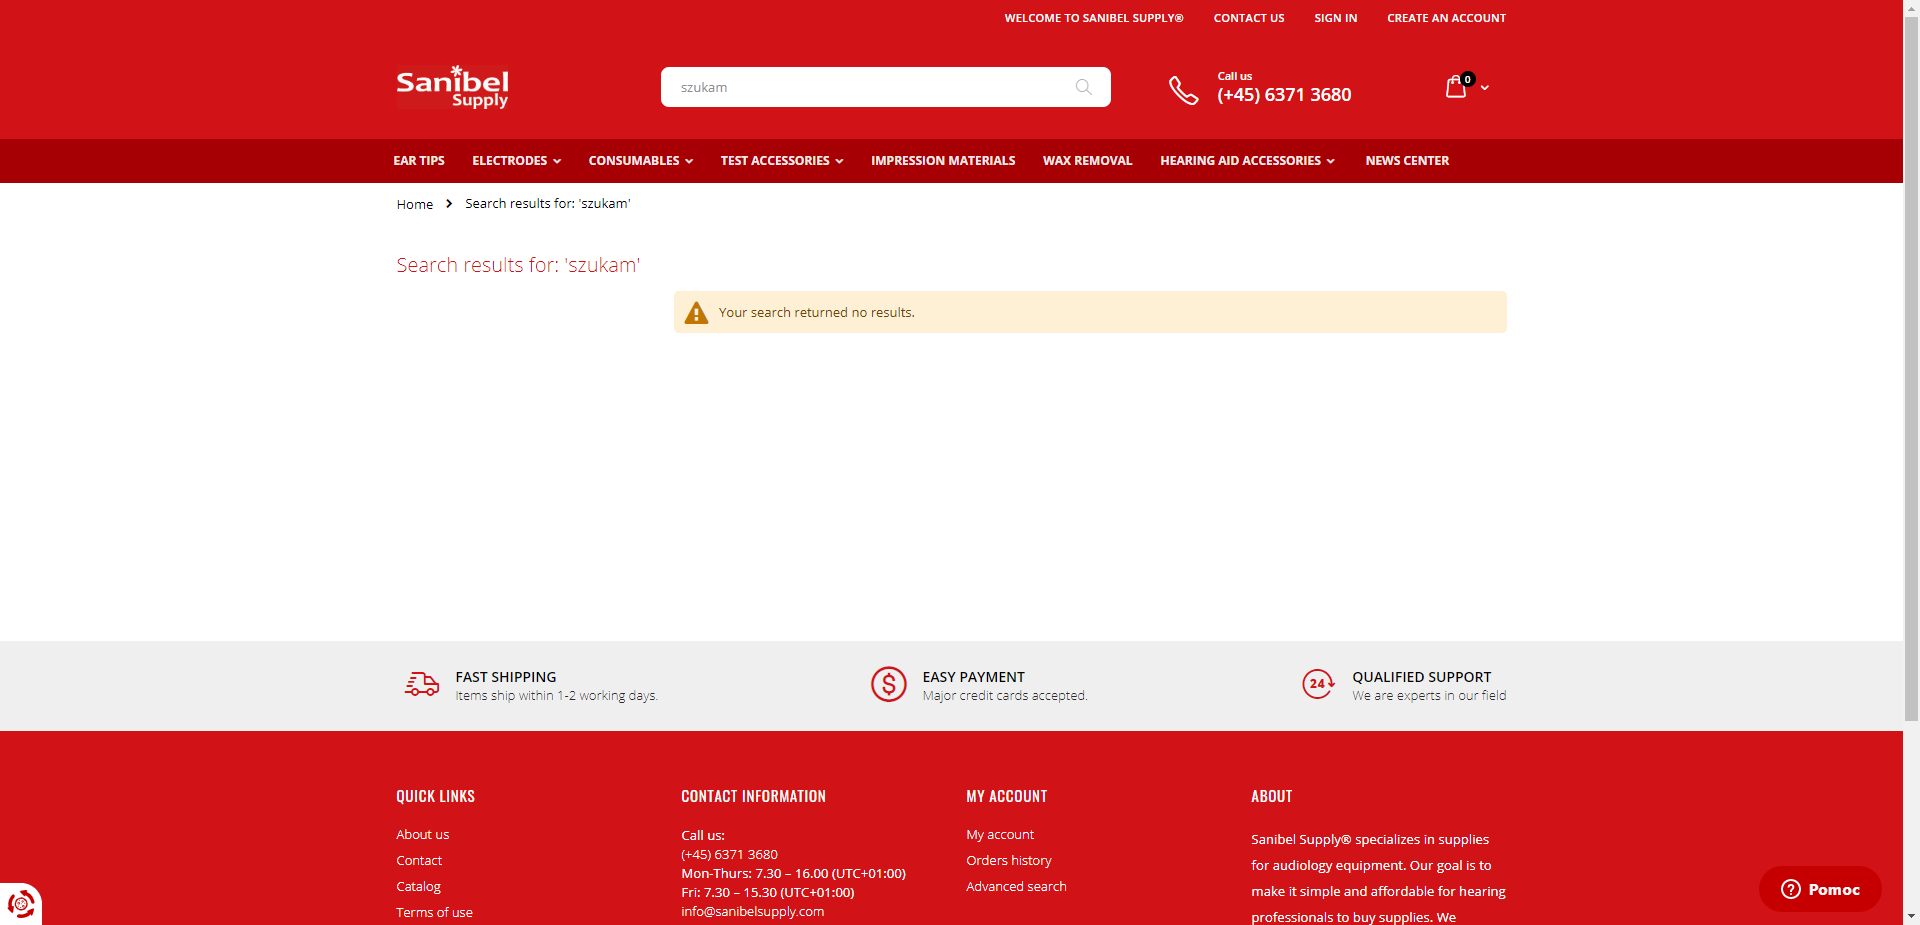 WELCOME TO SANIBEL SUPPLY® CONTACT US SIGN IN CREATE AN ACCOUNT
Sanibel
Supply
szukam
Call us
(+45) 6371 3680
0
EAR TIPS ELECTRODES CONSUMABLES TEST ACCESSORIES IMPRESSION MATERIALS WAX REMOVAL HEARING AID ACCESSORIES NEWS CENTER
Home Search results for: 'szukam'
Search results for: 'szukam'
Your search returned no results.
FAST SHIPPING
Items ship within 1-2 working days.
$
EASY PAYMENT
Major credit cards accepted.
24
QUALIFIED SUPPORT
We are experts in our field
QUICK LINKS
About us
Contact
Catalog
Terms of use
CONTACT INFORMATION
Call us:
(+45) 6371 3680
Mon-Thurs: 7.30 – 16.00 (UTC+01:00)
Fri: 7.30 – 15.30 (UTC+01:00)
info@sanibelsupply.com
MY ACCOUNT
My account
Orders history
Advanced search
ABOUT
Sanibel Supply® specializes in supplies
for audiology equipment. Our goal is to
make it simple and affordable for hearing
professionals to buy supplies. We
Pomoc